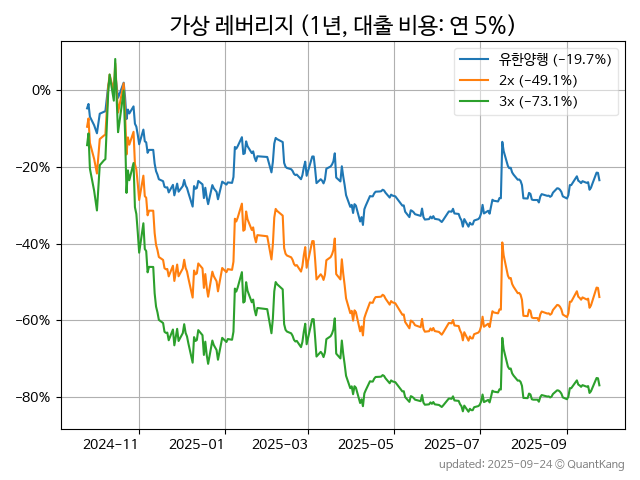 가상 레버리지 (1년, 대출 비용: 연 5%)
유한양행 (−19.7%)
2x (−49.1%)
3x (−73.1%)
0%
−20%
−40%
−60%
−80%
2024−11 2025−01 2025−03 2025−05 2025−07 2025−09
updated: 2025-09-24 © QuantKang